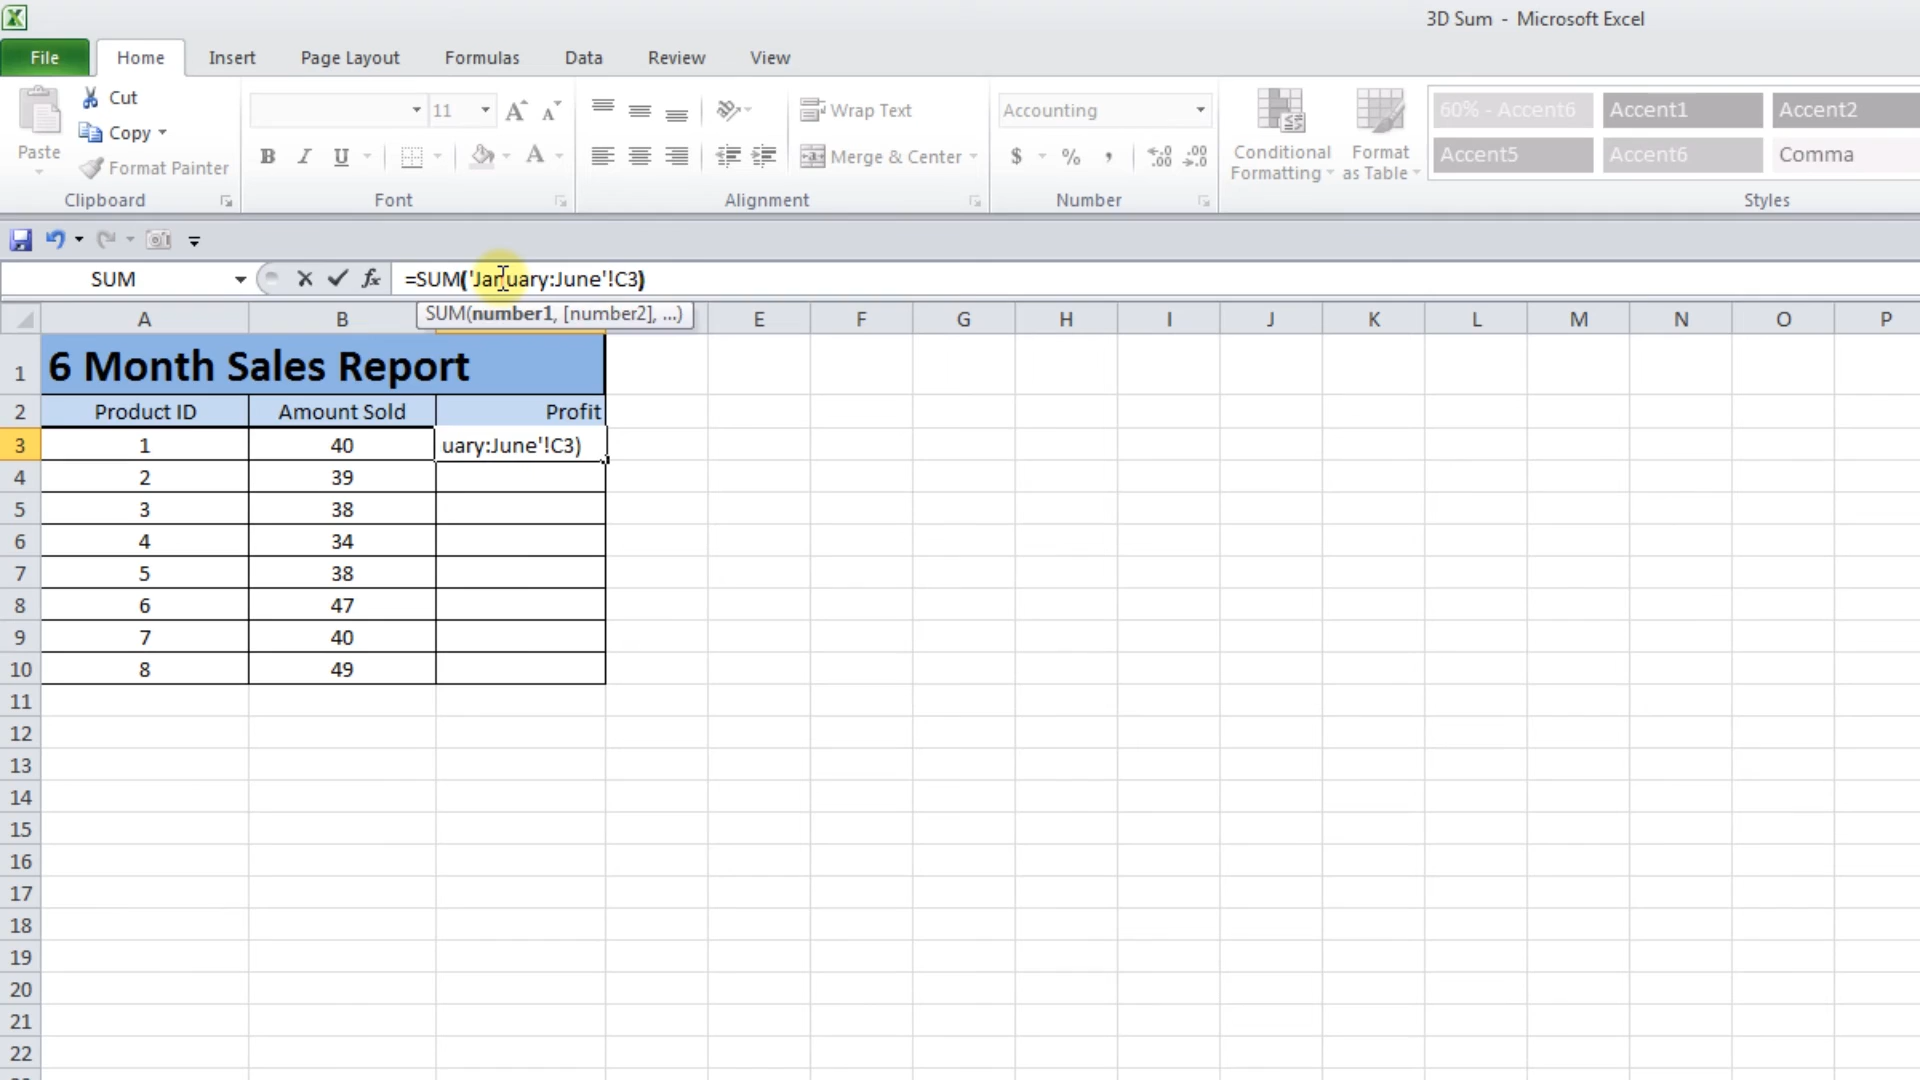 3D Sum - Microsoft Excel
File Home Insert Page Layout Formulas Data Review View
Cut
Copy
Format Painter
Paste
Clipboard
11
B I U A
Font
Wrap Text
Merge & Center
Alignment
Accounting
$ % ,
Number
Conditional Formatting
Format as Table
60% - Accent6 Accent1 Accent2
Accent5 Accent6 Comma
Styles
SUM fx =SUM('January:June'!C3)
SUM(number1, [number2], ...)
A B E F G H I J K L M N O P
1 6 Month Sales Report
2 Product ID Amount Sold Profit
3 1 40 uary:June'!C3)
4 2 39
5 3 38
6 4 34
7 5 38
8 6 47
9 7 40
10 8 49
11
12
13
14
15
16
17
18
19
20
21
22